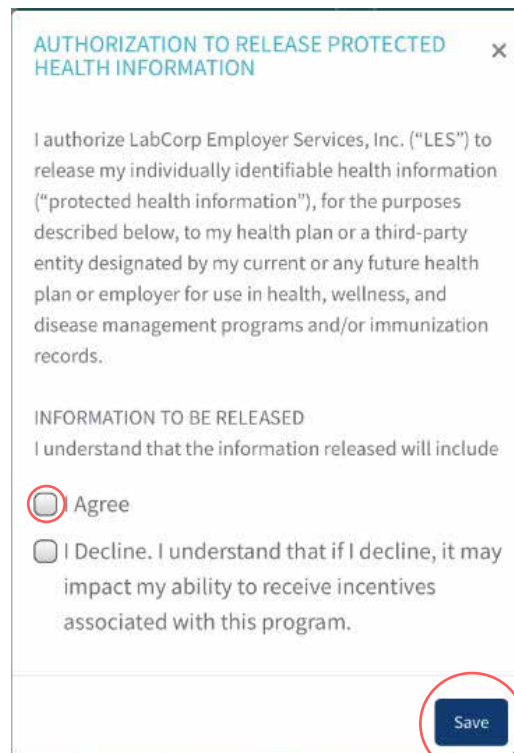 AUTHORIZATION TO RELEASE PROTECTED
HEALTH INFORMATION
I authorize LabCorp Employer Services, Inc. (“LES”) to
release my individually identifiable health information
(“protected health information”), for the purposes
described below, to my health plan or a third-party
entity designated by my current or any future health
plan or employer for use in health, wellness, and
disease management programs and/or immunization
records.
INFORMATION TO BE RELEASED
I understand that the information released will include
I Agree
I Decline. I understand that if I decline, it may
impact my ability to receive incentives
associated with this program.
Save